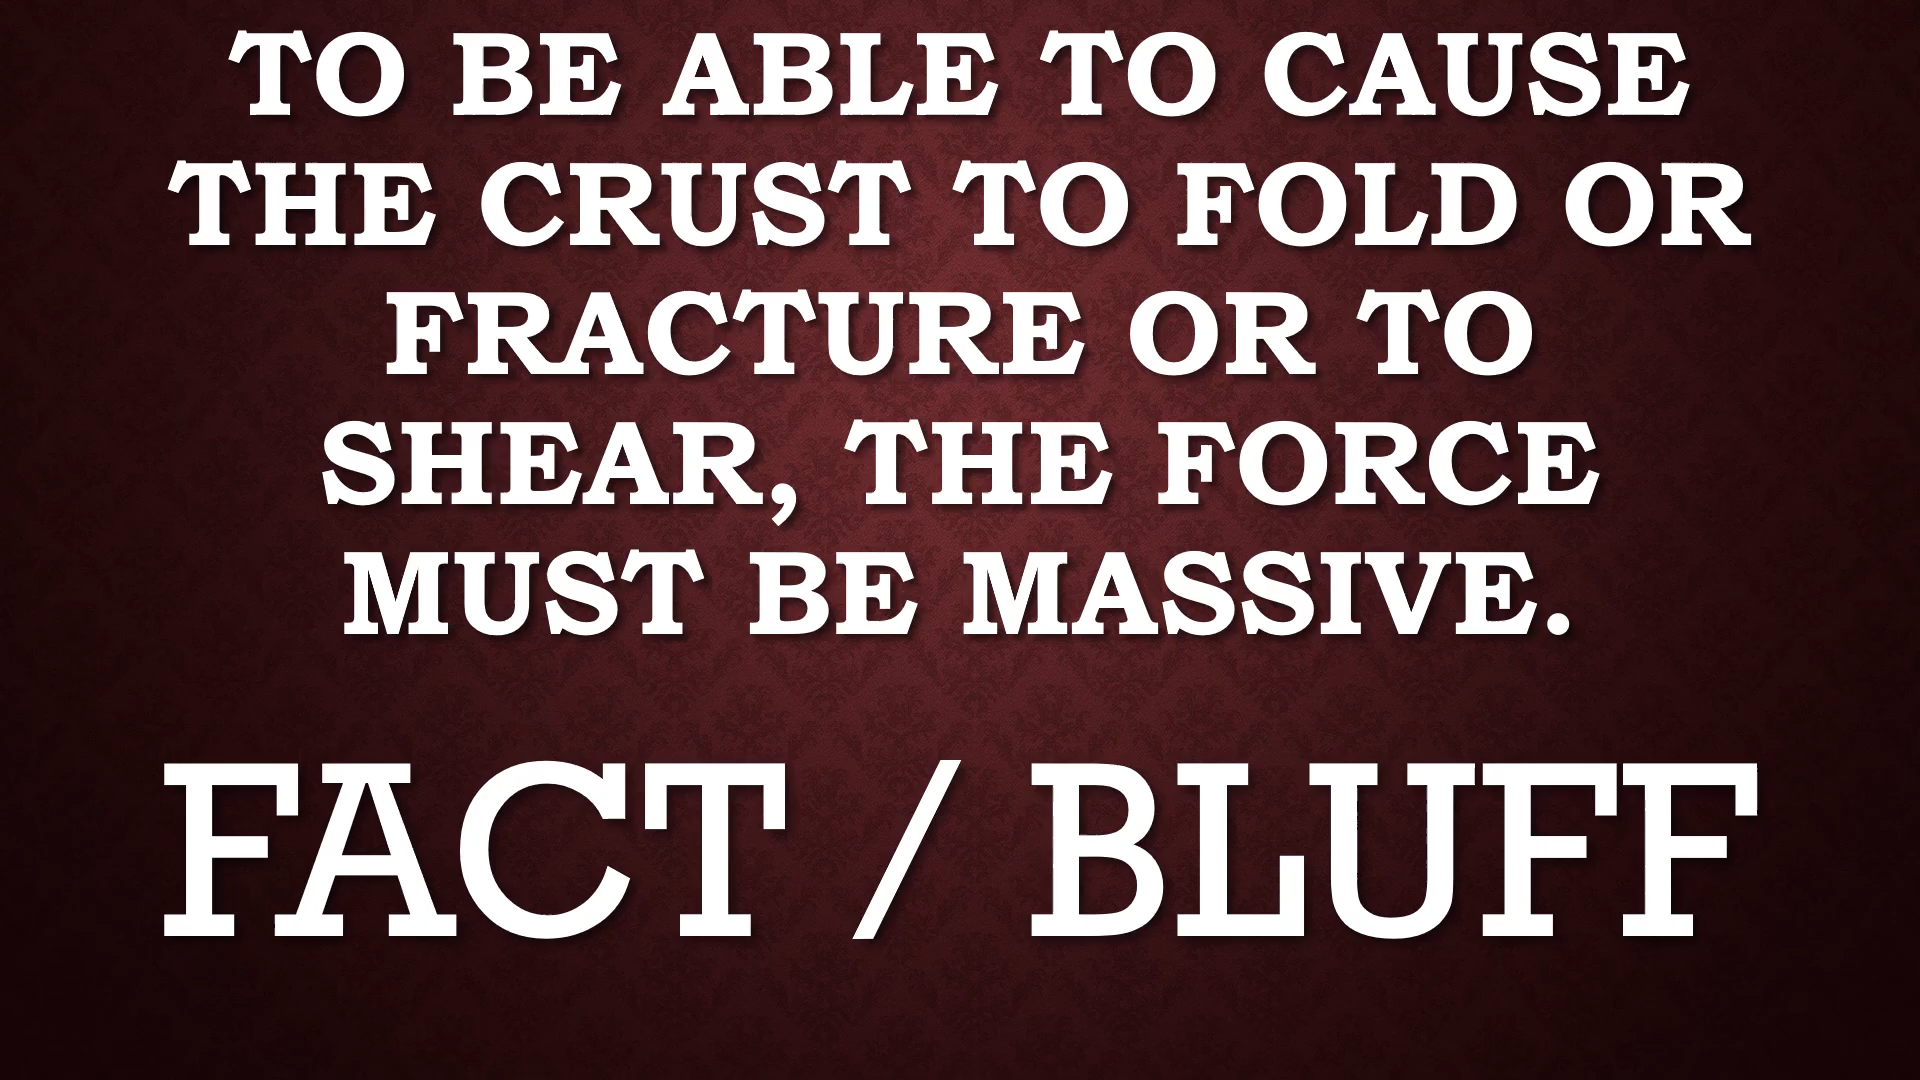 TO BE ABLE TO CAUSE
THE CRUST TO FOLD OR
FRACTURE OR TO
SHEAR, THE FORCE
MUST BE MASSIVE.
FACT / BLUFF